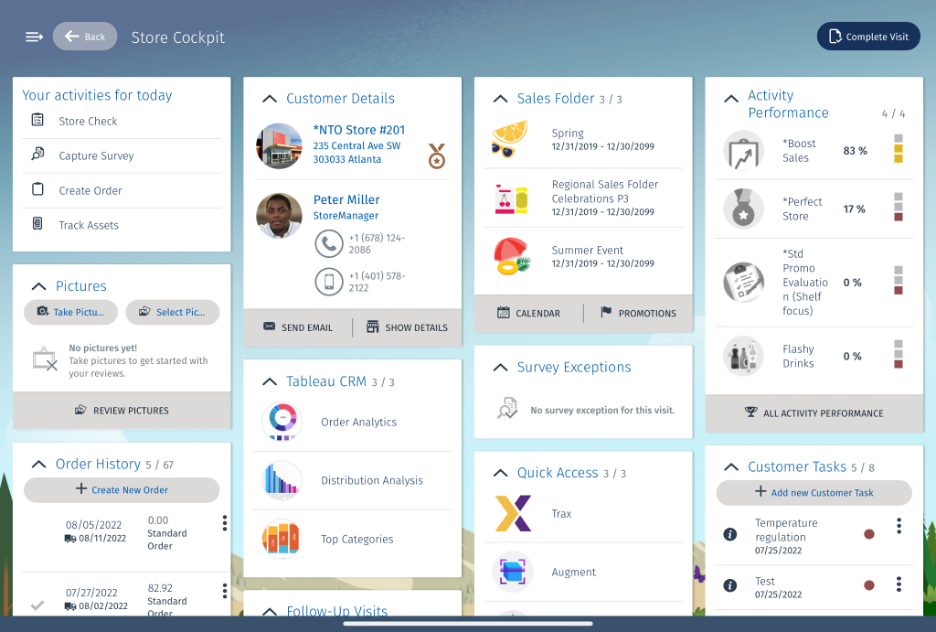 Back
Store Cockpit
Complete Visit
Your activities for today
Store Check
Capture Survey
Create Order
Track Assets
Pictures
Take Pictu...
Select Pic...
No pictures yet!
Take pictures to get started with
your reviews.
REVIEW PICTURES
Order History 5 / 67
Create New Order
08/05/2022
08/11/2022
0.00
Standard
Order
07/27/2022
08/02/2022
82.92
Standard
Order
Customer Details
*NTO Store #201
235 Central Ave SW
303033 Atlanta
Peter Miller
StoreManager
+1 (678) 124-
2086
+1 (401) 578-
2122
SEND EMAIL
SHOW DETAILS
Tableau CRM 3 / 3
Order Analytics
Distribution Analysis
Top Categories
Follow-Up Visits
Sales Folder 3 / 3
Spring
12/31/2019 - 12/30/2099
Regional Sales Folder
Celebrations P3
12/31/2019 - 12/30/2099
Summer Event
12/31/2019 - 12/30/2099
CALENDAR
PROMOTIONS
Survey Exceptions
No survey exception for this visit.
Quick Access 3 / 3
Trax
Augment
Activity
Performance
4 / 4
*Boost
Sales
83 %
*Perfect
Store
17 %
*Std
Promo
Evaluatio
n (Shelf
focus)
0 %
Flashy
Drinks
0 %
ALL ACTIVITY PERFORMANCE
Customer Tasks 5 / 8
Add new Customer Task
Temperature
regulation
07/25/2022
Test
07/25/2022